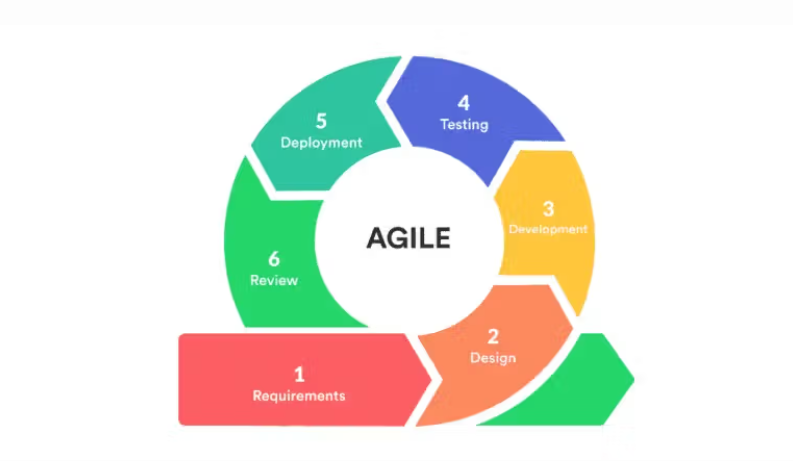 AGILE
1
Requirements
2
Design
3
Development
4
Testing
5
Deployment
6
Review